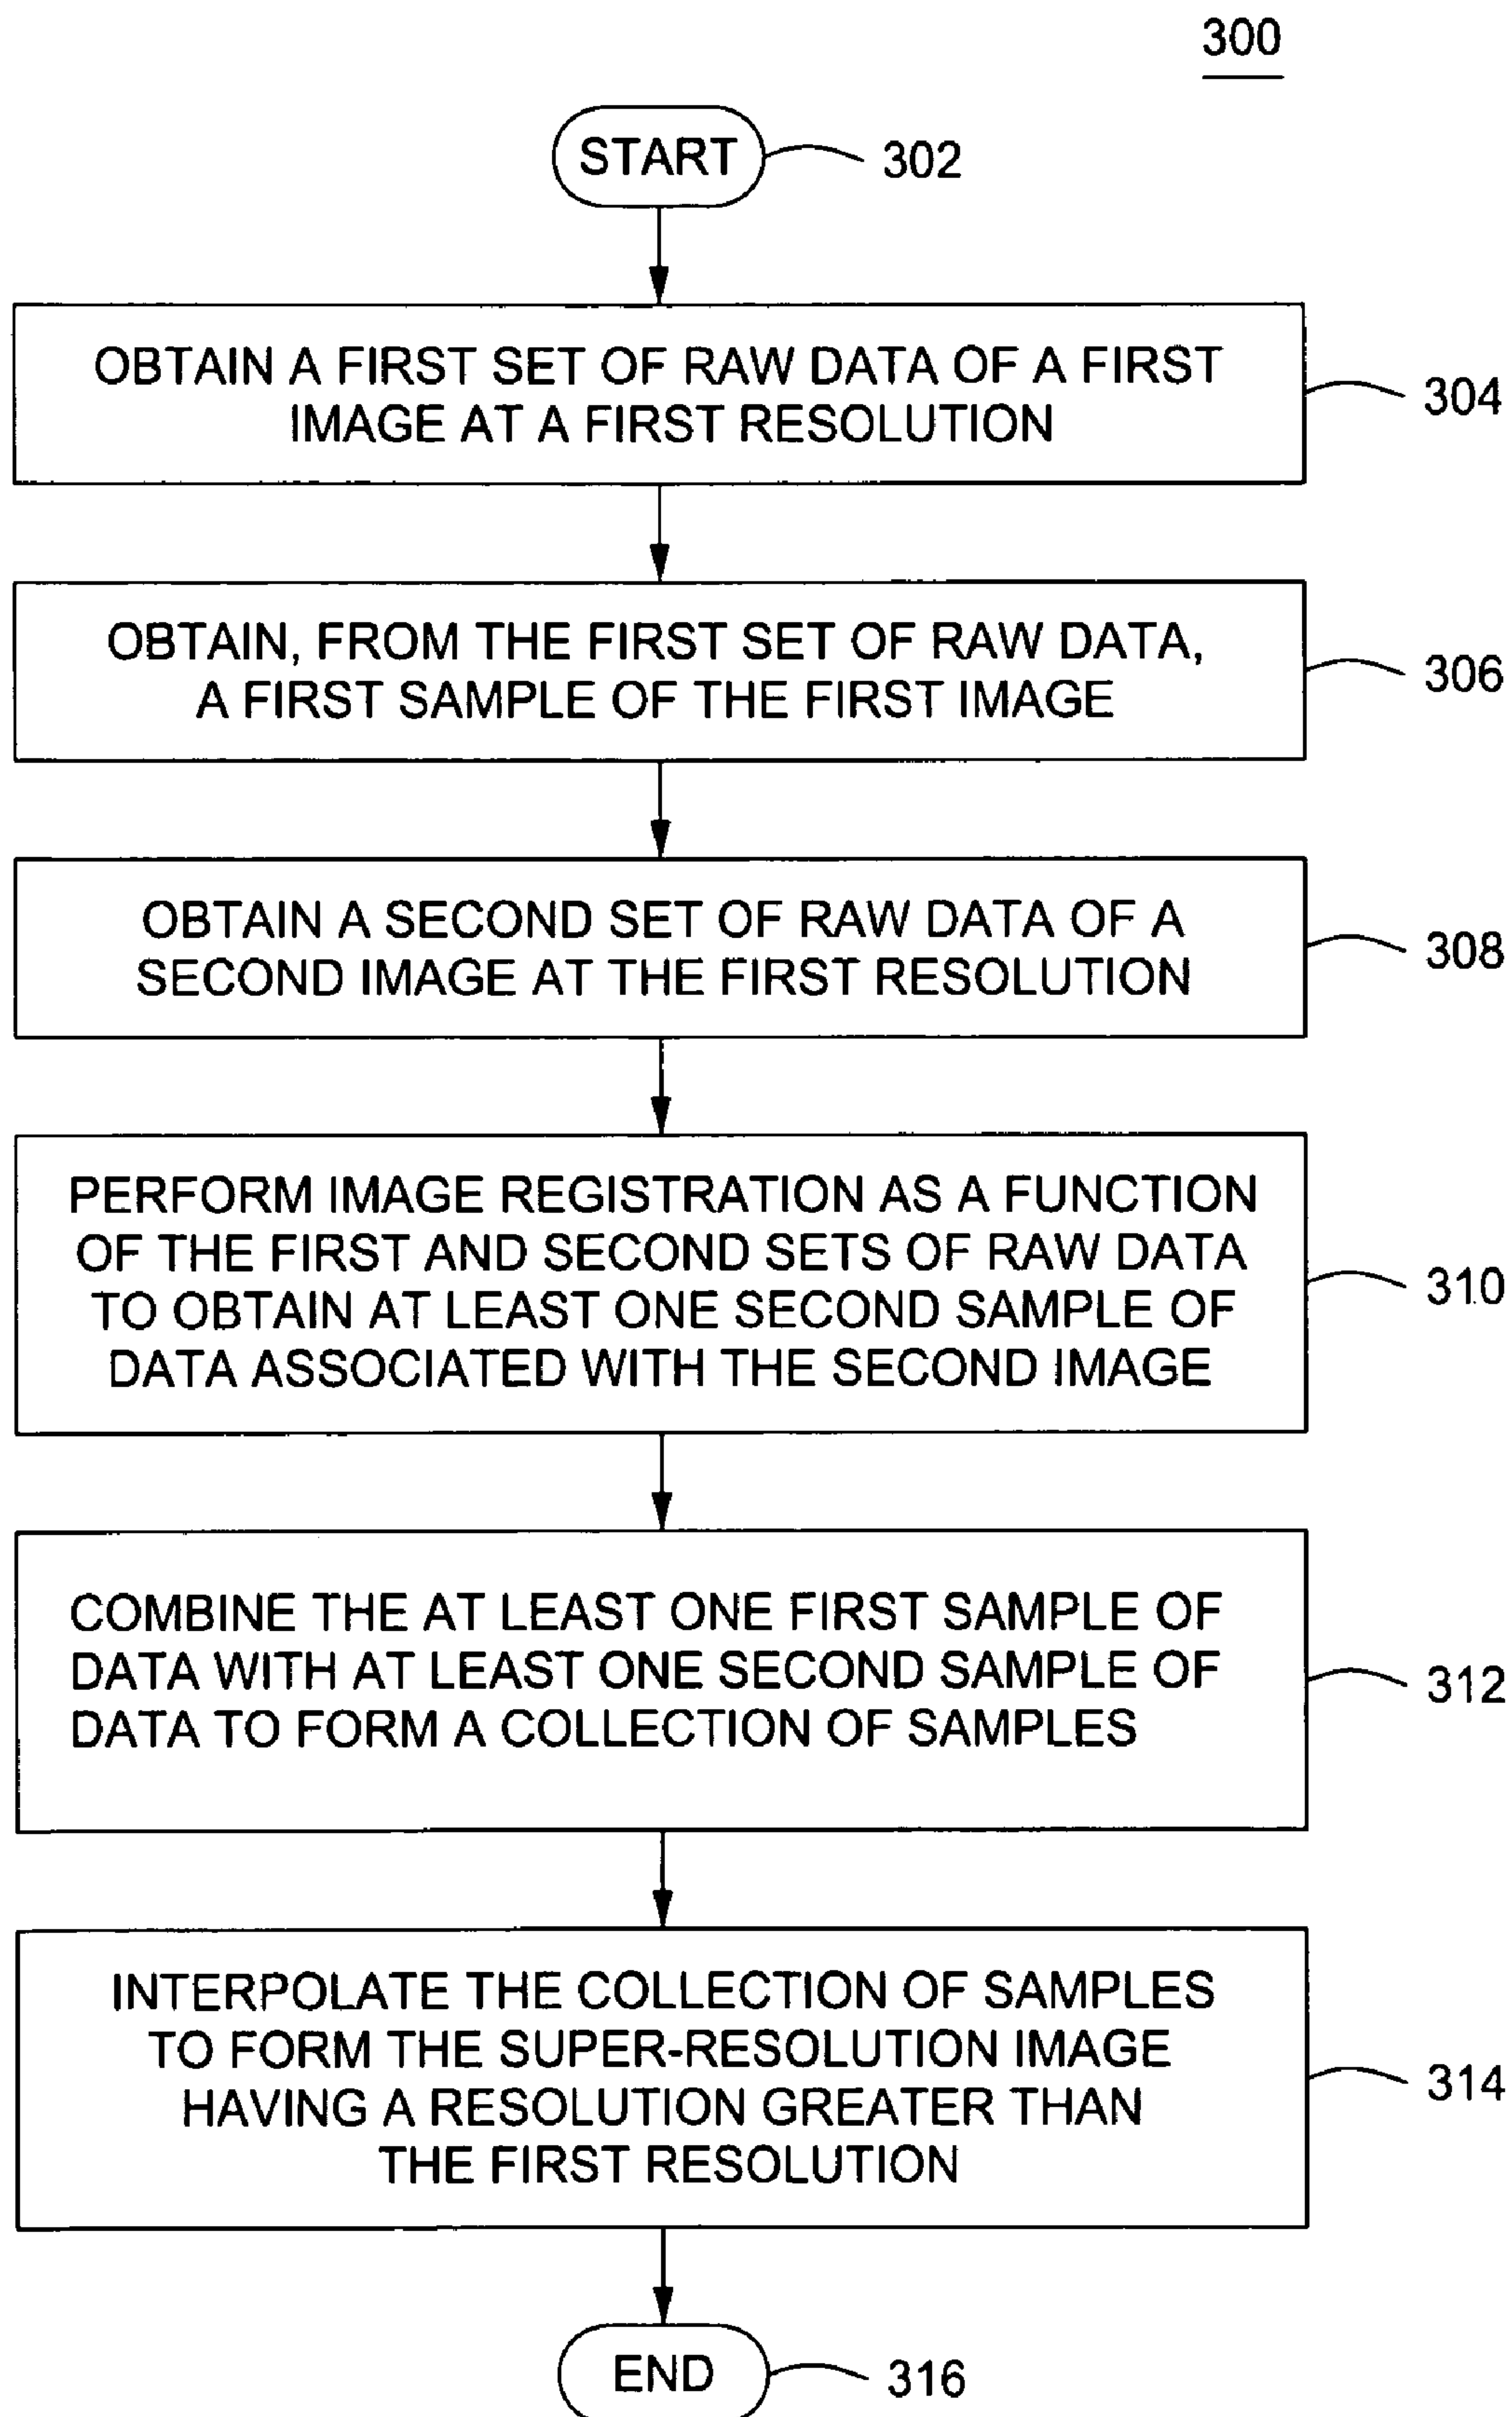 300
START
302
OBTAIN A FIRST SET OF RAW DATA OF A FIRST
IMAGE AT A FIRST RESOLUTION
304
OBTAIN, FROM THE FIRST SET OF RAW DATA,
A FIRST SAMPLE OF THE FIRST IMAGE
306
OBTAIN A SECOND SET OF RAW DATA OF A
SECOND IMAGE AT THE FIRST RESOLUTION
308
PERFORM IMAGE REGISTRATION AS A FUNCTION
OF THE FIRST AND SECOND SETS OF RAW DATA
TO OBTAIN AT LEAST ONE SECOND SAMPLE OF
DATA ASSOCIATED WITH THE SECOND IMAGE
310
COMBINE THE AT LEAST ONE FIRST SAMPLE OF
DATA WITH AT LEAST ONE SECOND SAMPLE OF
DATA TO FORM A COLLECTION OF SAMPLES
312
INTERPOLATE THE COLLECTION OF SAMPLES
TO FORM THE SUPER-RESOLUTION IMAGE
HAVING A RESOLUTION GREATER THAN
THE FIRST RESOLUTION
314
END
316